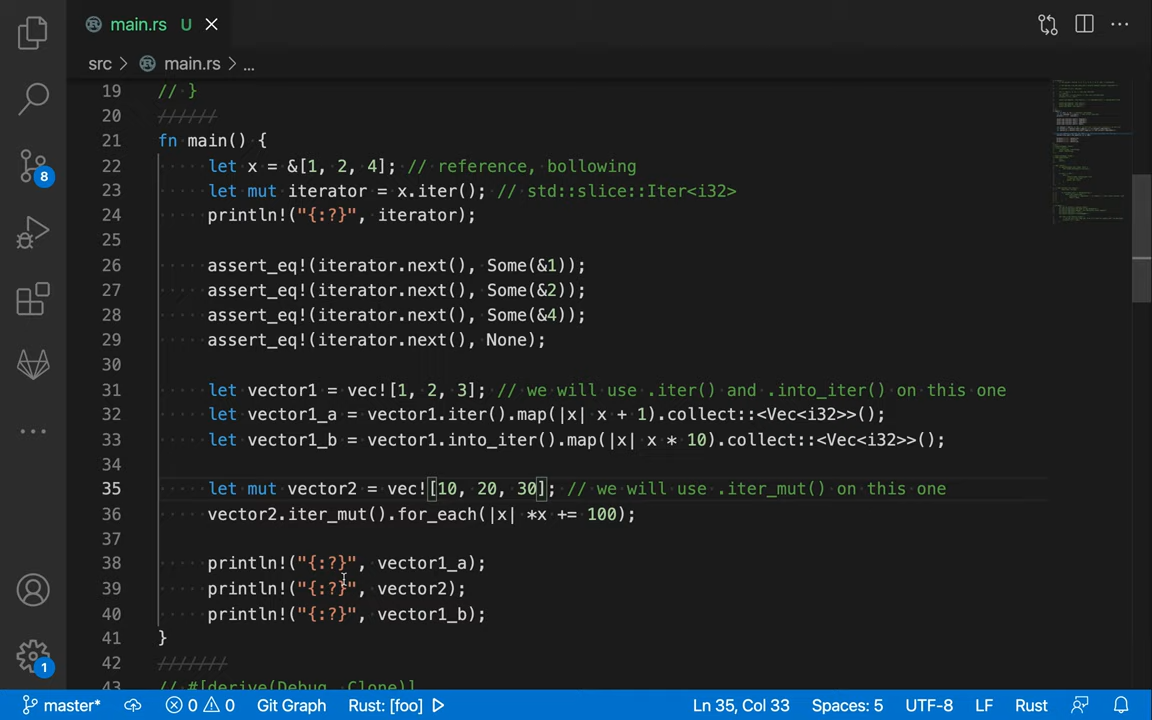 main.rs U
src > main.rs > ...
19 // }
20 //////
21 fn main() {
22 let x = &[1, 2, 4]; // reference, bollowing
23 let mut iterator = x.iter(); // std::slice::Iter<i32>
24 println!("{:?}", iterator);
25
26 assert_eq!(iterator.next(), Some(&1));
27 assert_eq!(iterator.next(), Some(&2));
28 assert_eq!(iterator.next(), Some(&4));
29 assert_eq!(iterator.next(), None);
30
31 let vector1 = vec![1, 2, 3]; // we will use .iter() and .into_iter() on this one
32 let vector1_a = vector1.iter().map(|x| x + 1).collect::<Vec<i32>>();
33 let vector1_b = vector1.into_iter().map(|x| x * 10).collect::<Vec<i32>>();
34
35 let mut vector2 = vec![10, 20, 30]; // we will use .iter_mut() on this one
36 vector2.iter_mut().for_each(|x| *x += 100);
37
38 println!("{:?}", vector1_a);
39 println!("{:?}", vector2);
40 println!("{:?}", vector1_b);
41 }
42 ///////
43 // #[derive(Debug, Clone)]
8
1
master* 0 0 Git Graph Rust: [foo] Ln 35, Col 33 Spaces: 5 UTF-8 LF Rust